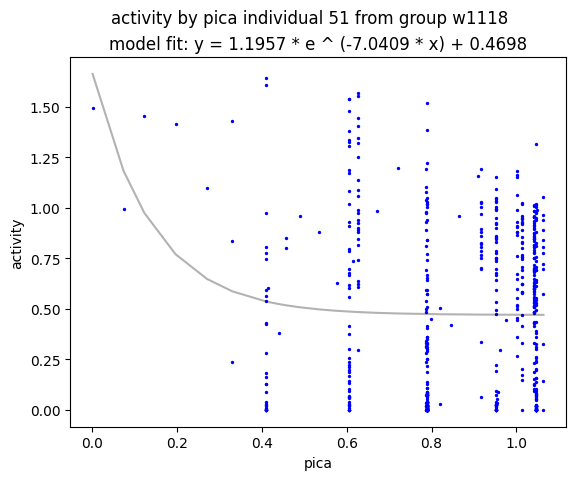 activity by pica individual 51 from group w1118
model fit: y = 1.1957 * e ^ (-7.0409 * x) + 0.4698
1.50
1.25
1.00
0.75
0.50
0.25
0.00
activity
0.0 0.2 0.4 0.6 0.8 1.0
pica